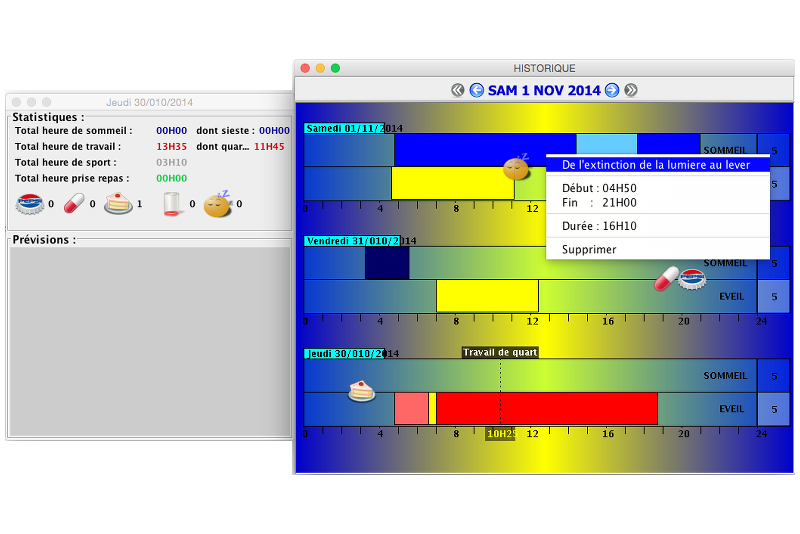 Jeudi 30/010/2014
Statistiques :
Total heure de sommeil : 00H00 dont sieste : 00H00
Total heure de travail : 13H35 dont quar... 11H45
Total heure de sport : 03H10
Total heure prise repas : 00H00
0 0 1 0 0
Prévisions :
HISTORIQUE
SAM 1 NOV 2014
Samedi 01/11/2014
SOMMEIL 5
5
0 4 8 12
De l'extinction de la lumiere au lever
Début : 04H50
Fin : 21H00
Durée : 16H10
Supprimer
Vendredi 31/010/2014
SOMMEIL 5
EVEIL 5
0 4 8 12 16 20 24
Jeudi 30/010/2014
Travail de quart
SOMMEIL 5
EVEIL 5
0 4 8 10H25 12 16 20 24